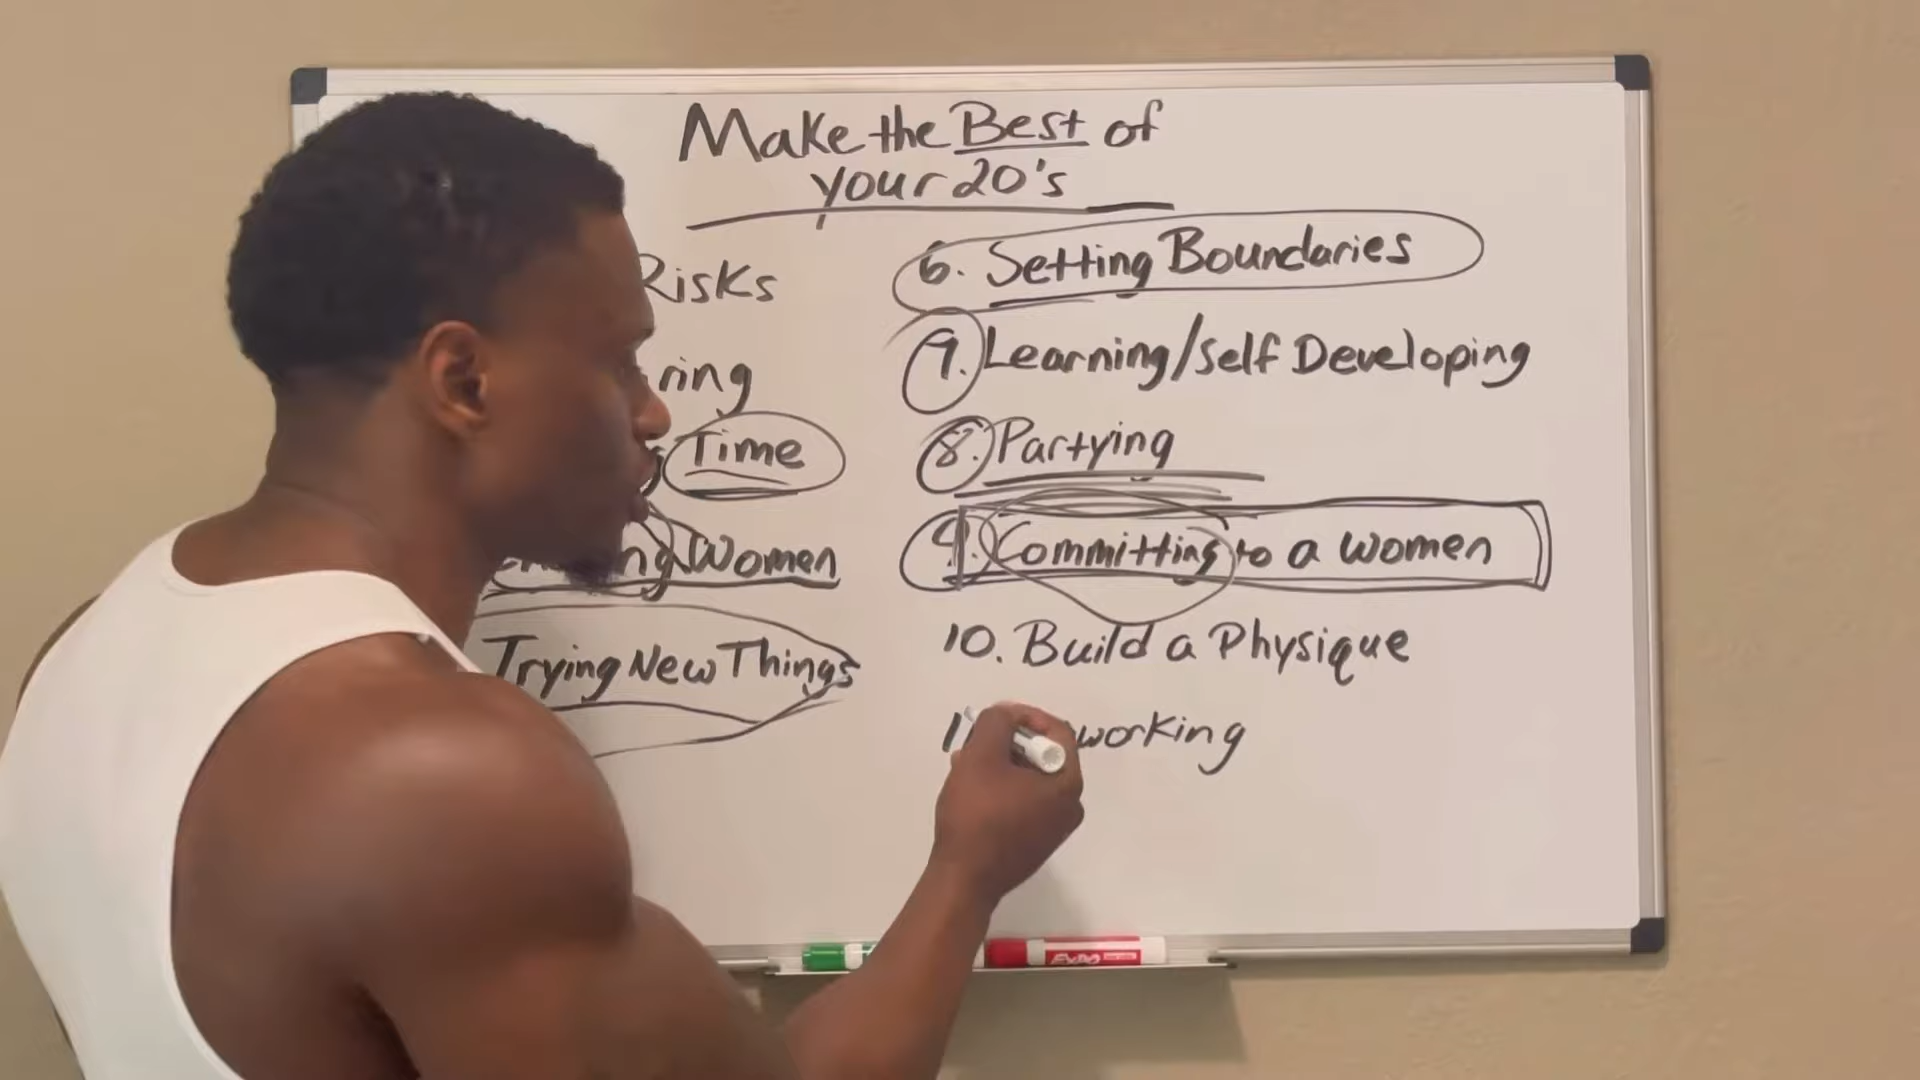 Make the Best of
your 20's
Risks
Time
Women
Trying New Things
6. Setting Boundaries
7. Learning/Self Developing
8. Partying
9. Committing to a women
10. Build a Physique
EXPO